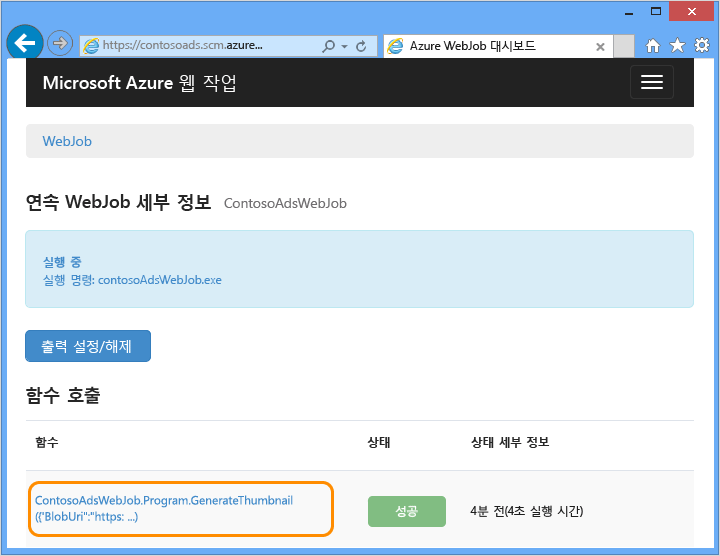 https://contosoads.scm.azure...
Azure WebJob 대시보드
Microsoft Azure 웹 작업
WebJob
연속 WebJob 세부 정보 ContosoAdsWebJob
실행 중
실행 명령: contosoAdsWebJob.exe
출력 설정/해제
함수 호출
함수 상태 상태 세부 정보
ContosoAdsWebJob.Program.GenerateThumbnail
({"BlobUri":"https: ...)
성공 4분 전(4초 실행 시간)